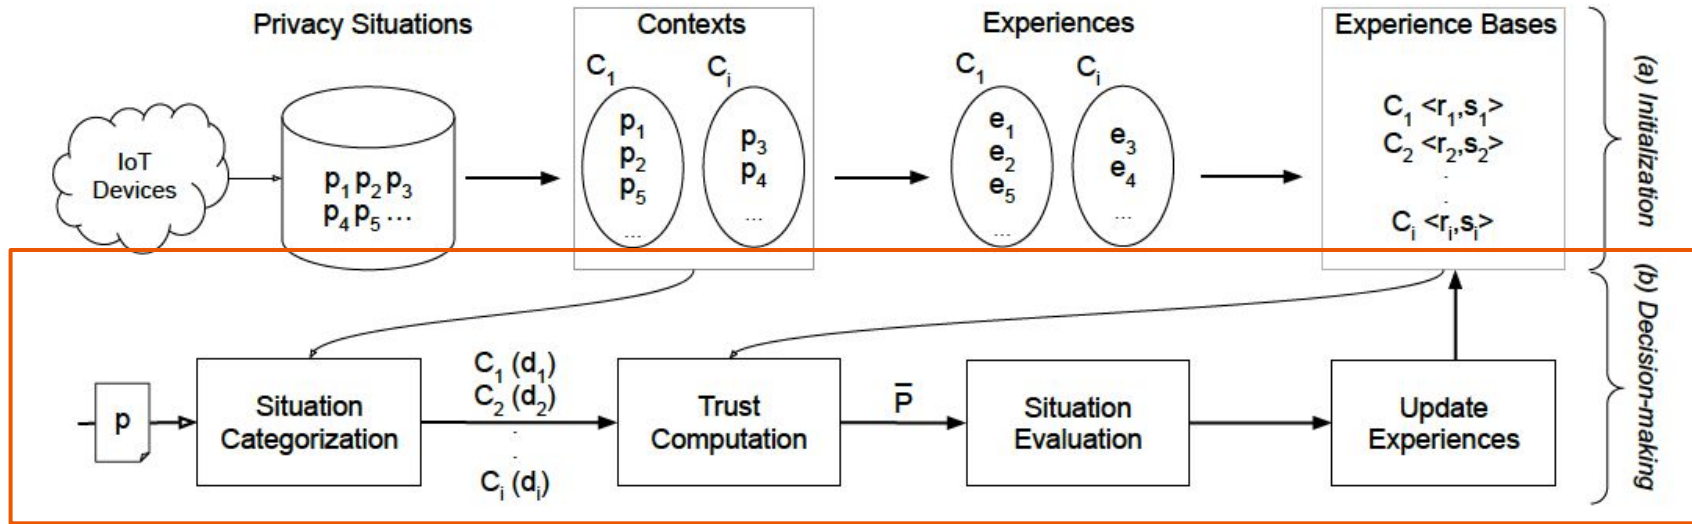 Privacy Situations
Contexts
Experiences
Experience Bases
(a) Initialization
IoT
Devices
p₁ p₂ p₃
p₄ p₅ ...
C₁
p₁
p₂
p₅
...
Cᵢ
p₃
p₄
...
C₁
e₁
e₂
e₅
...
Cᵢ
e₃
e₄
...
C₁ <r₁,s₁>
C₂ <r₂,s₂>
.
.
Cᵢ <rᵢ,sᵢ>
(b) Decision-making
p
Situation
Categorization
C₁ (d₁)
C₂ (d₂)
.
.
Cᵢ (dᵢ)
Trust
Computation
P̅
Situation
Evaluation
Update
Experiences